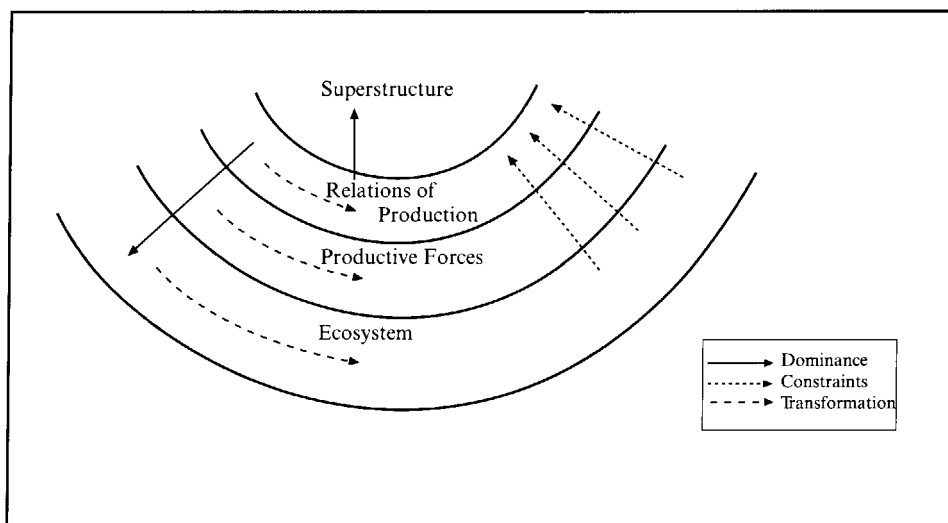 Superstructure
Relations of
Production
Productive Forces
Ecosystem
Dominance
Constraints
Transformation